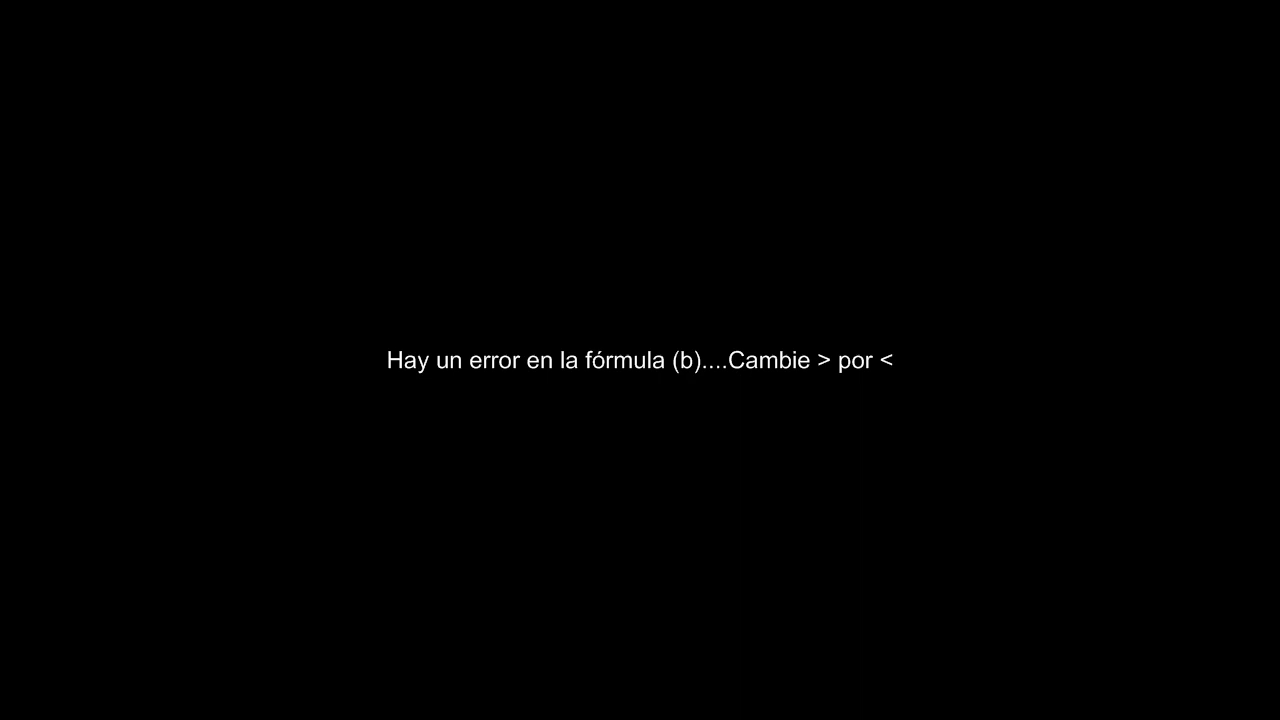 Hay un error en la fórmula (b)....Cambie > por <